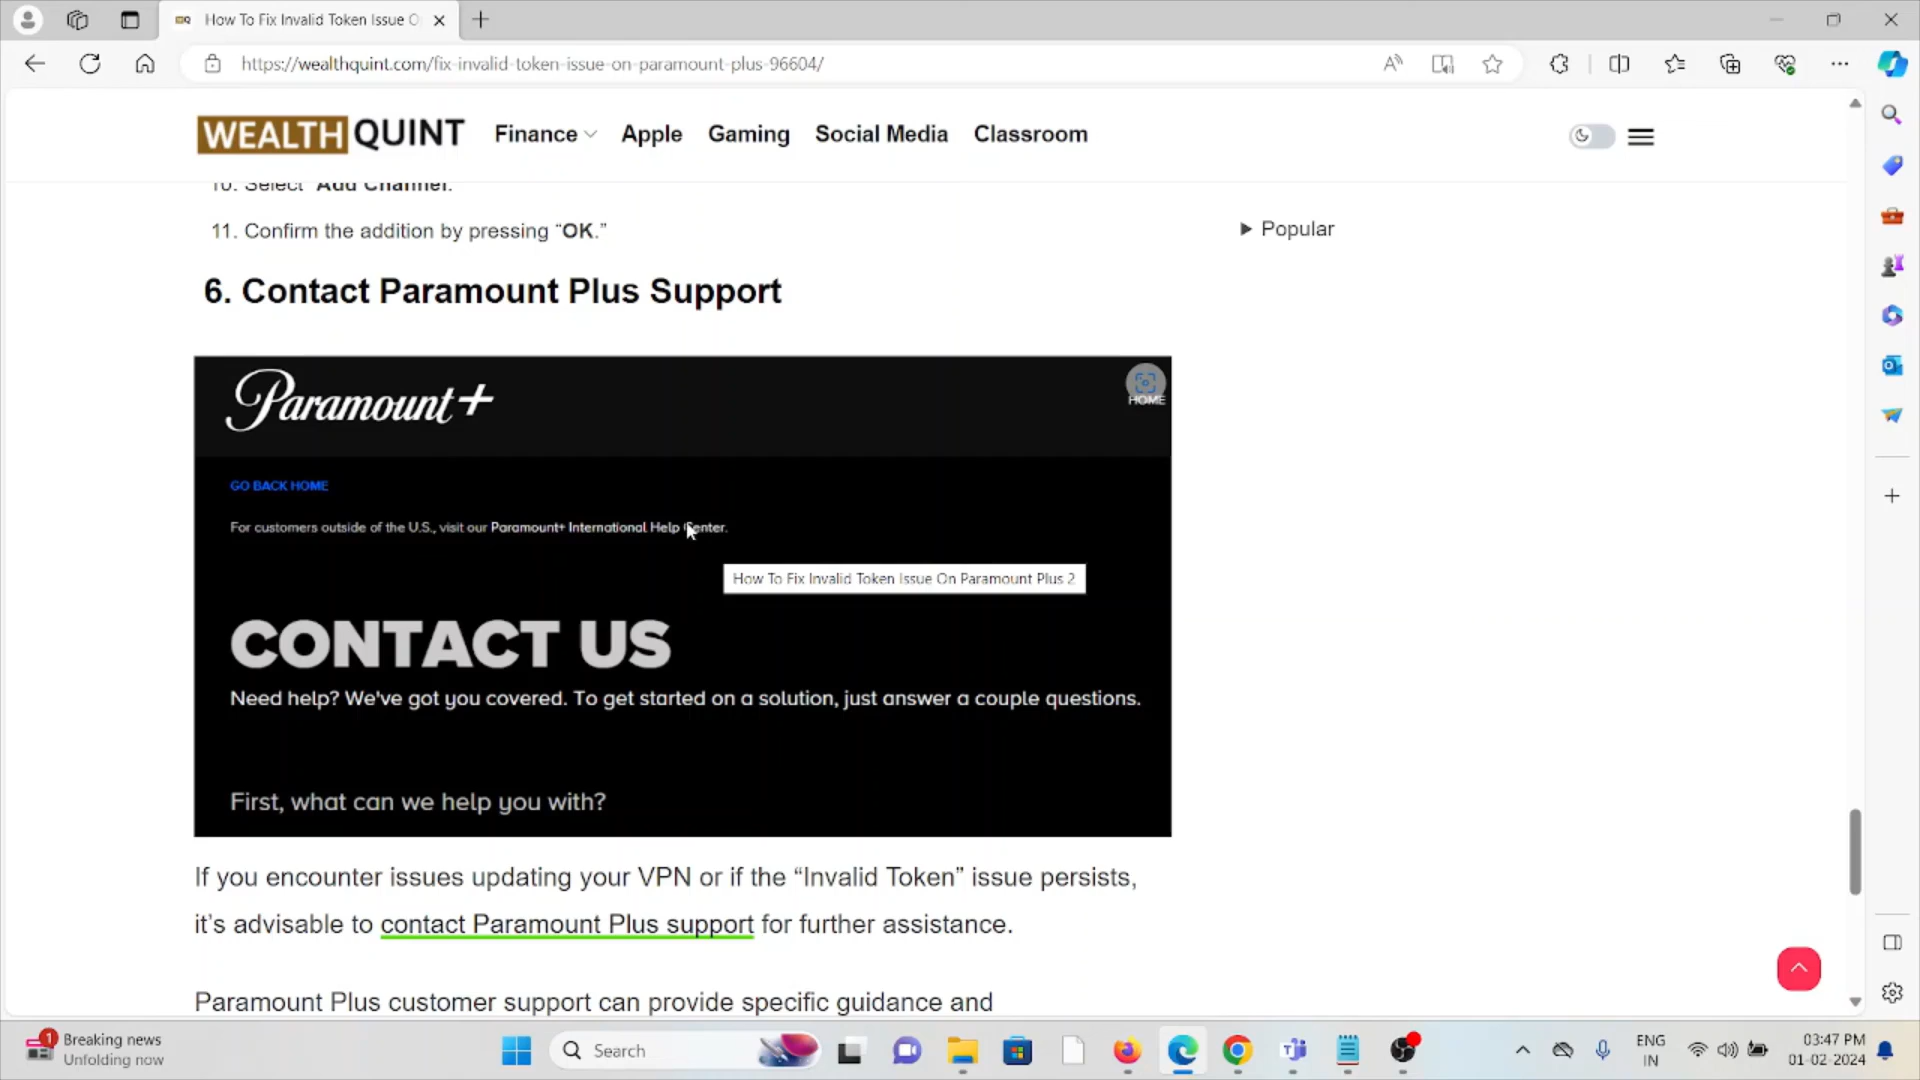 How To Fix Invalid Token Issue O
https://wealthquint.com/fix-invalid-token-issue-on-paramount-plus-96604/
WEALTH QUINT Finance Apple Gaming Social Media Classroom
10. Select "Add Channel.
11. Confirm the addition by pressing “OK.”
Popular
6. Contact Paramount Plus Support
Paramount+
HOME
GO BACK HOME
For customers outside of the U.S., visit our Paramount+ International Help Center.
How To Fix Invalid Token Issue On Paramount Plus 2
CONTACT US
Need help? We've got you covered. To get started on a solution, just answer a couple questions.
First, what can we help you with?
If you encounter issues updating your VPN or if the “Invalid Token” issue persists,
it’s advisable to contact Paramount Plus support for further assistance.
Paramount Plus customer support can provide specific guidance and
1
Breaking news
Unfolding now
Search
ENG
IN
03:47 PM
01-02-2024